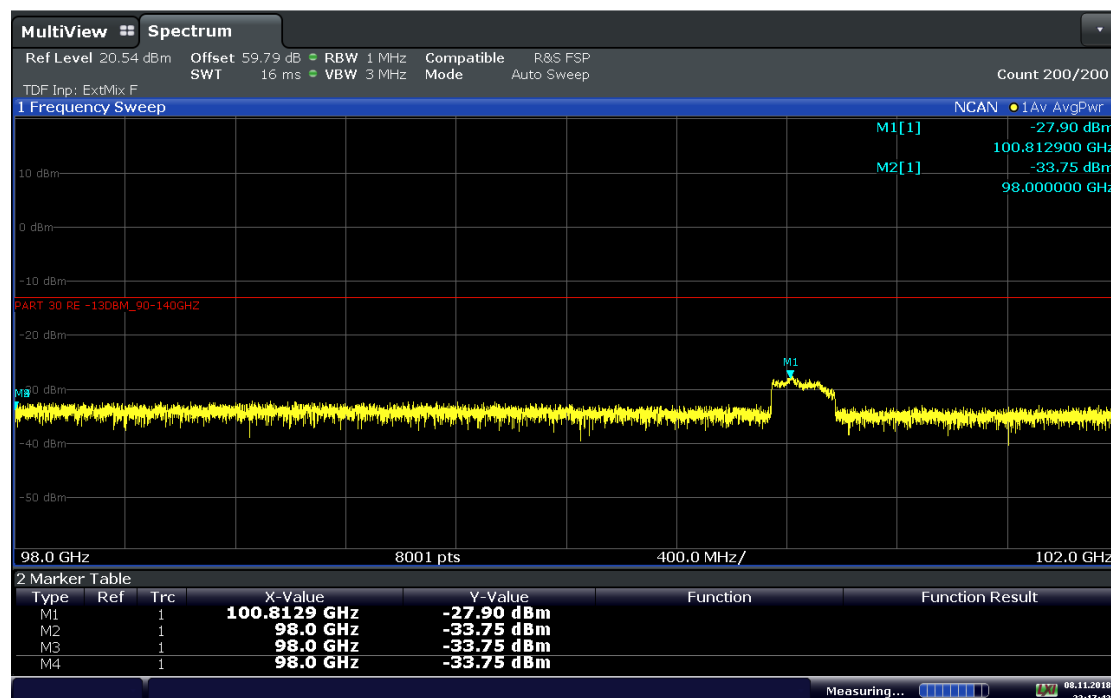 MultiView Spectrum
Ref Level 20.54 dBm Offset 59.79 dB RBW 1 MHz Compatible R&S FSP
SWT 16 ms VBW 3 MHz Mode Auto Sweep Count 200/200
TDF Inp: ExtMix F
1 Frequency Sweep NCAN 1Av AvgPwr
M1[1] -27.90 dBm
100.812900 GHz
M2[1] -33.75 dBm
98.000000 GHz
10 dBm
0 dBm
-10 dBm
PART 30 RE -13DBM_90-140GHZ
-20 dBm
M1
-40 dBm
-50 dBm
98.0 GHz 8001 pts 400.0 MHz/ 102.0 GHz
2 Marker Table
Type Ref Trc X-Value Y-Value Function Function Result
M1 1 100.8129 GHz -27.90 dBm
M2 1 98.0 GHz -33.75 dBm
M3 1 98.0 GHz -33.75 dBm
M4 1 98.0 GHz -33.75 dBm
Measuring... 08.11.2018